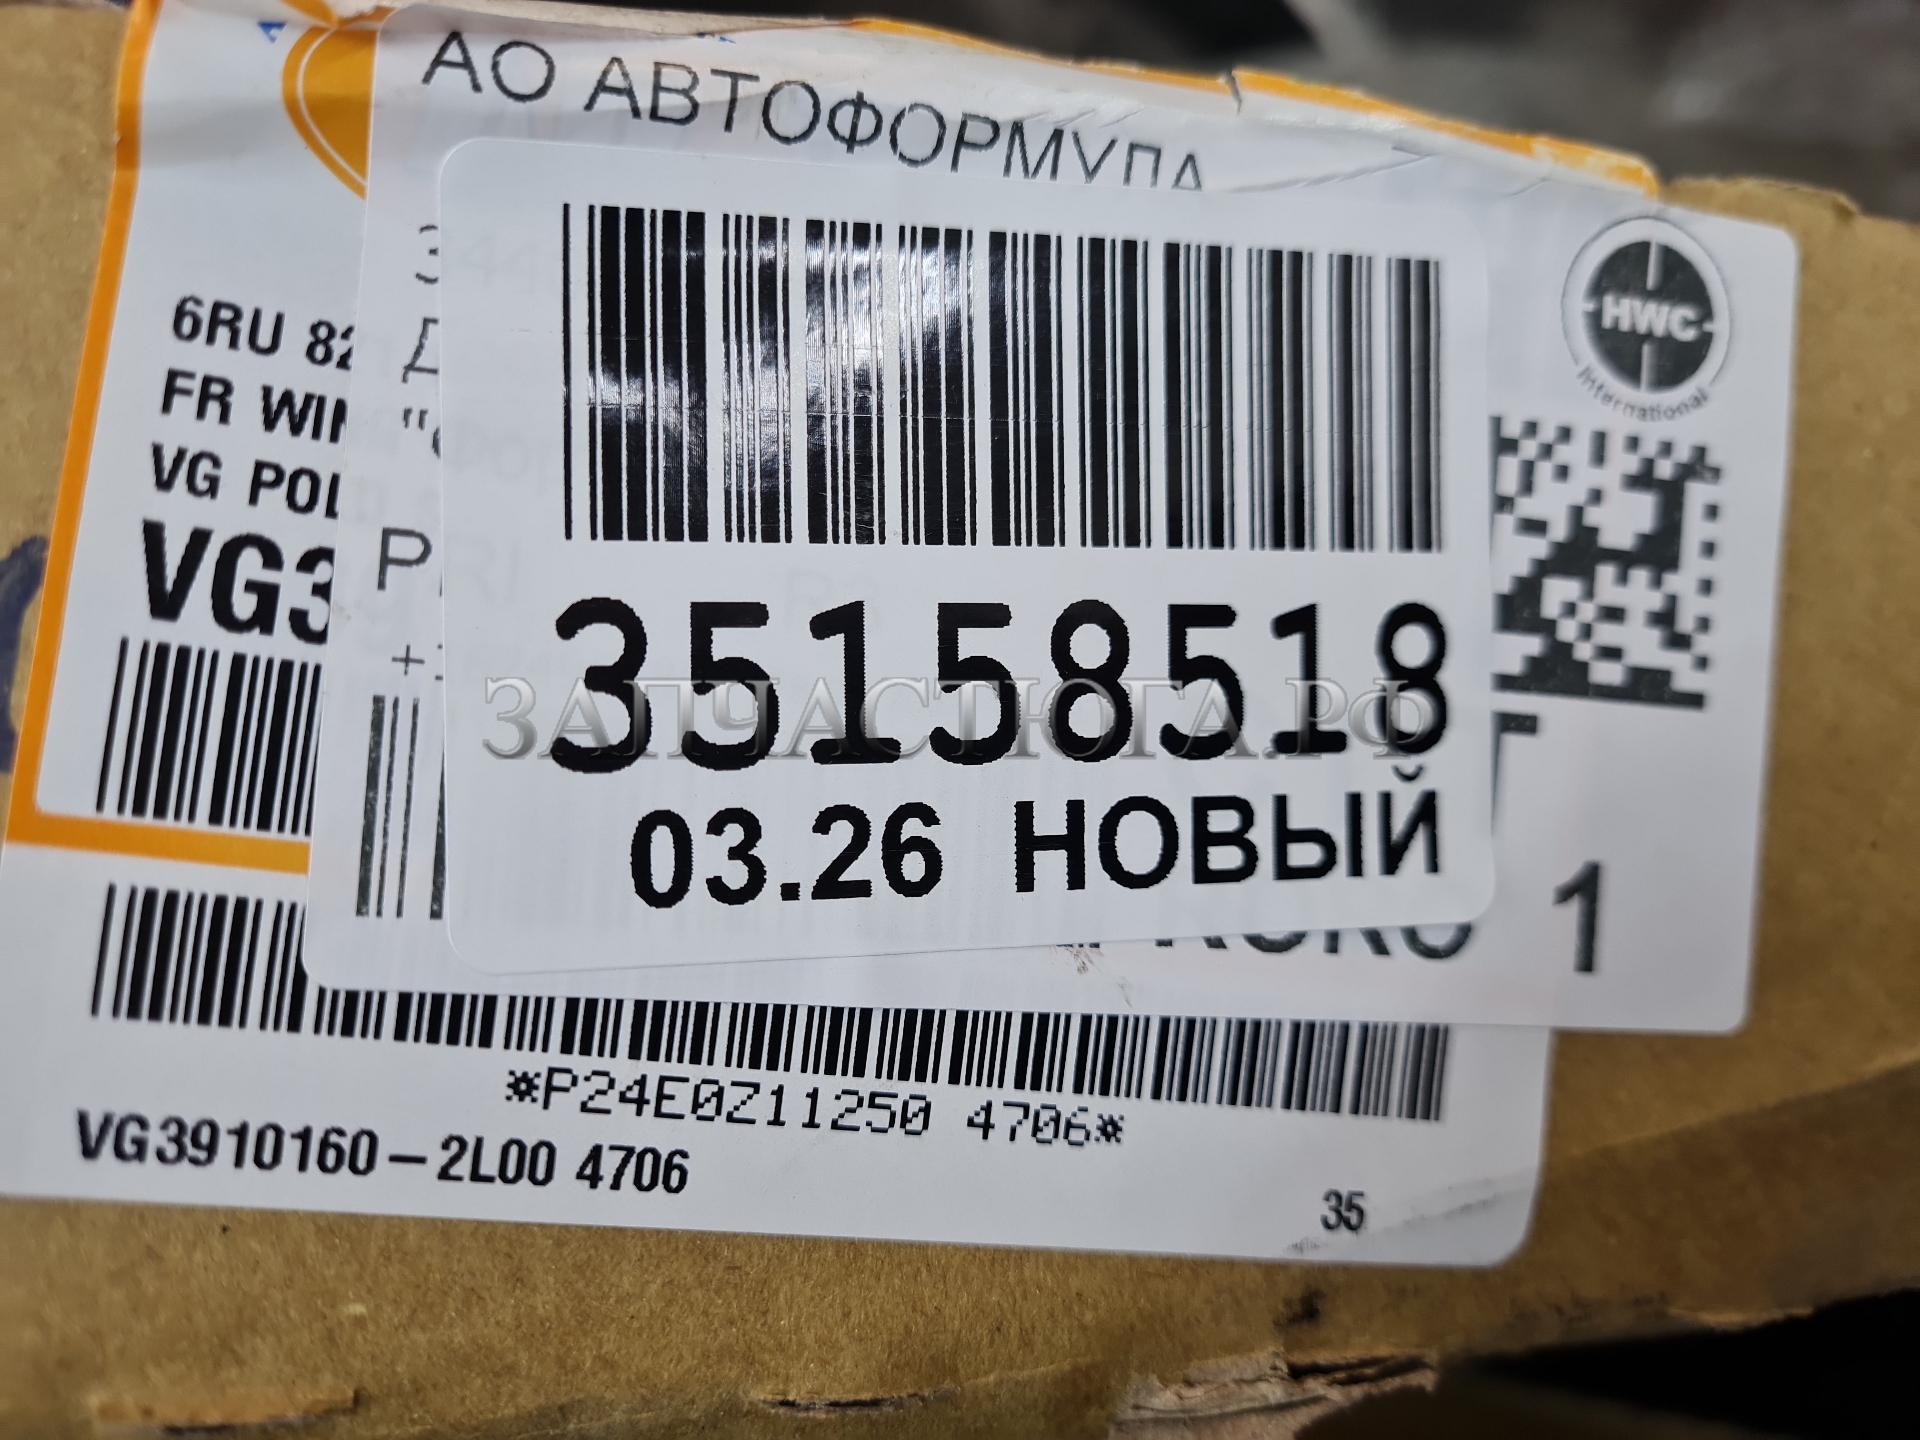 АО АВТОФОРМУЛА
HWC
International
6RU 82
FR WIN
VG POL
VG3
35158518
ЗАПЧАСТЮГА.РФ
03.26 НОВЫЙ
1
*P24E0Z11250 4706*
VG3910160-2L00 4706
35